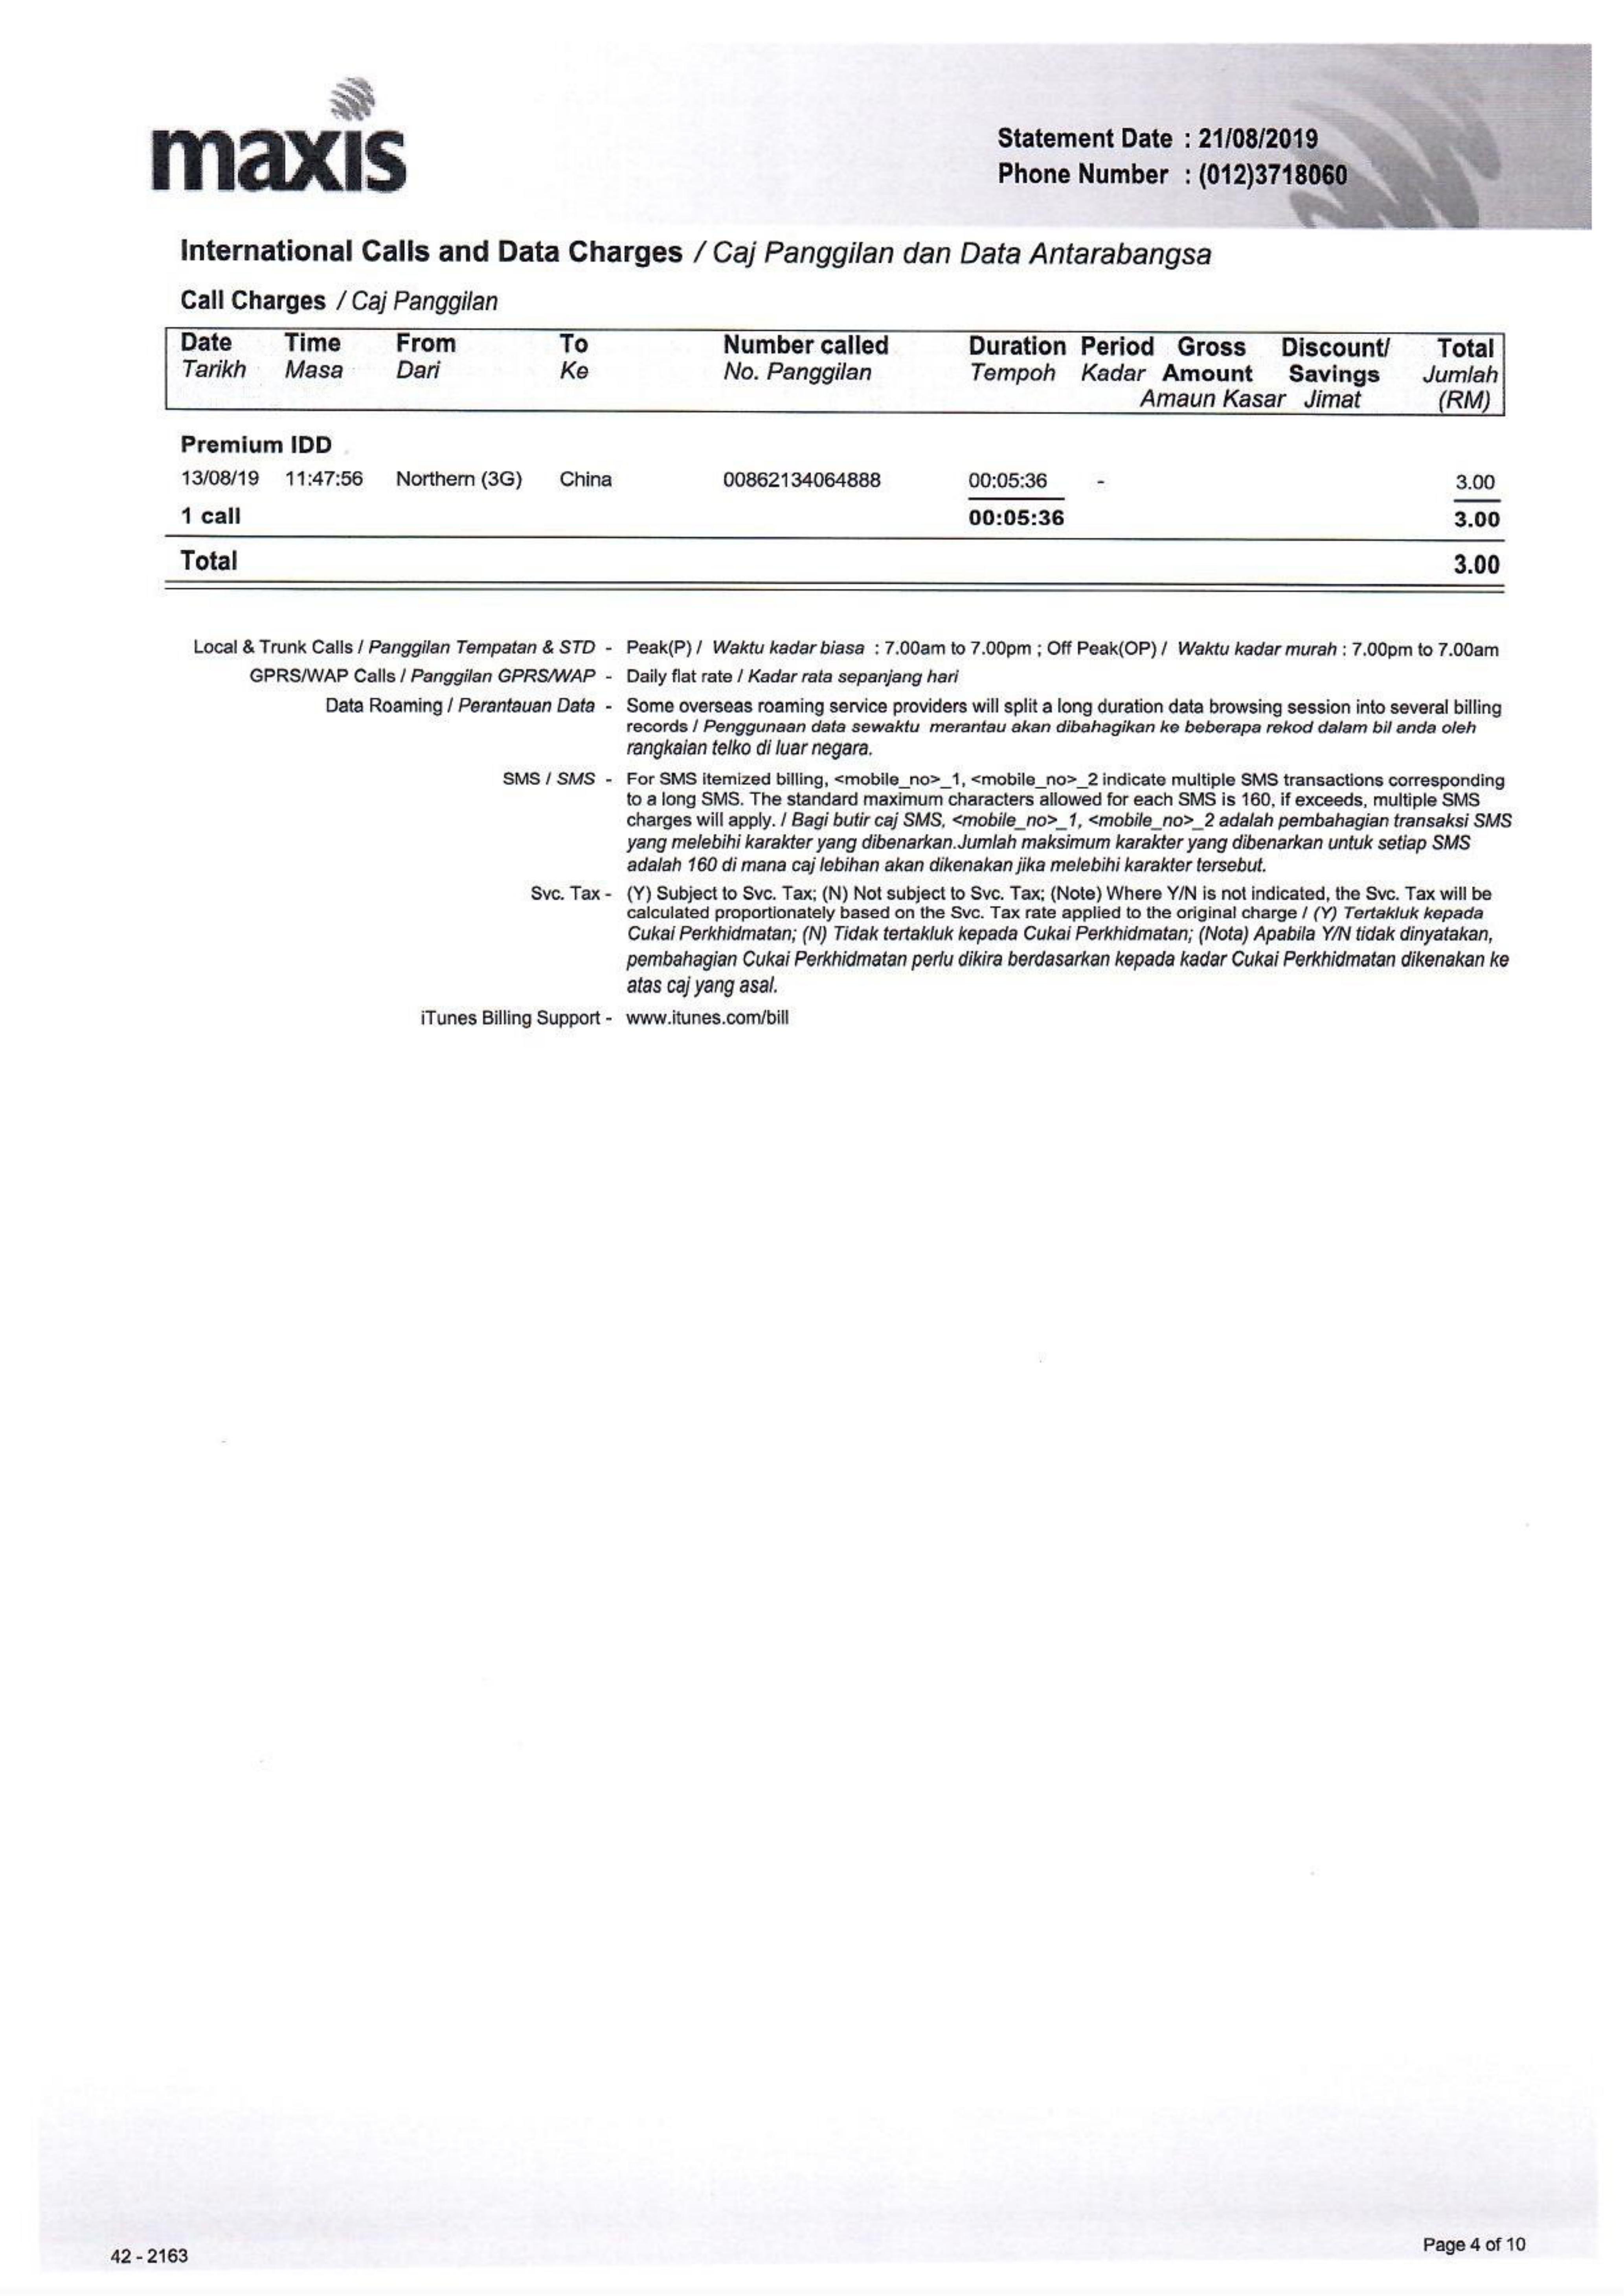 maxis
Statement Date : 21/08/2019
Phone Number : (012)3718060
International Calls and Data Charges / Caj Panggilan dan Data Antarabangsa
Call Charges / Caj Panggilan
Date Time From To Number called Duration Period Gross Discount/ Total
Tarikh Masa Dari Ke No. Panggilan Tempoh Kadar Amount Savings Jumlah
Amaun Kasar Jimat (RM)
Premium IDD
13/08/19 11:47:56 Northern (3G) China 00862134064888 00:05:36 - 3.00
1 call 00:05:36 3.00
Total 3.00
Local & Trunk Calls / Panggilan Tempatan & STD - Peak(P) / Waktu kadar biasa : 7.00am to 7.00pm ; Off Peak(OP) / Waktu kadar murah : 7.00pm to 7.00am
GPRS/WAP Calls / Panggilan GPRS/WAP - Daily flat rate / Kadar rata sepanjang hari
Data Roaming / Perantauan Data - Some overseas roaming service providers will split a long duration data browsing session into several billing
records / Penggunaan data sewaktu merantau akan dibahagikan ke beberapa rekod dalam bil anda oleh
rangkaian telko di luar negara.
SMS / SMS - For SMS itemized billing, <mobile_no>_1, <mobile_no>_2 indicate multiple SMS transactions corresponding
to a long SMS. The standard maximum characters allowed for each SMS is 160, if exceeds, multiple SMS
charges will apply. / Bagi butir caj SMS, <mobile_no>_1, <mobile_no>_2 adalah pembahagian transaksi SMS
yang melebihi karakter yang dibenarkan.Jumlah maksimum karakter yang dibenarkan untuk setiap SMS
adalah 160 di mana caj lebihan akan dikenakan jika melebihi karakter tersebut.
Svc. Tax - (Y) Subject to Svc. Tax; (N) Not subject to Svc. Tax; (Note) Where Y/N is not indicated, the Svc. Tax will be
calculated proportionately based on the Svc. Tax rate applied to the original charge / (Y) Tertakluk kepada
Cukai Perkhidmatan; (N) Tidak tertakluk kepada Cukai Perkhidmatan; (Nota) Apabila Y/N tidak dinyatakan,
pembahagian Cukai Perkhidmatan perlu dikira berdasarkan kepada kadar Cukai Perkhidmatan dikenakan ke
atas caj yang asal.
iTunes Billing Support - www.itunes.com/bill
42 - 2163
Page 4 of 10